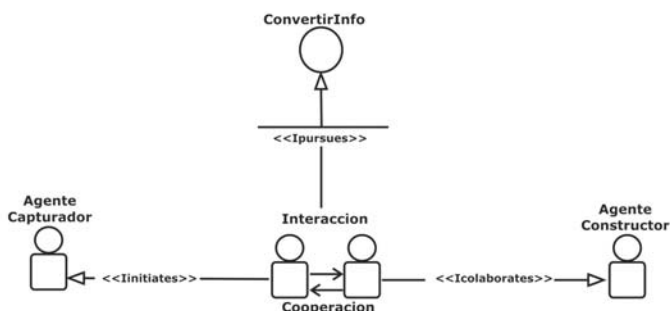 ConvertirInfo
<<Ipursues>>
Agente
Capturador
Interaccion
Agente
Constructor
<<Iinitiates>>
<<Icolaborates>>
Cooperacion